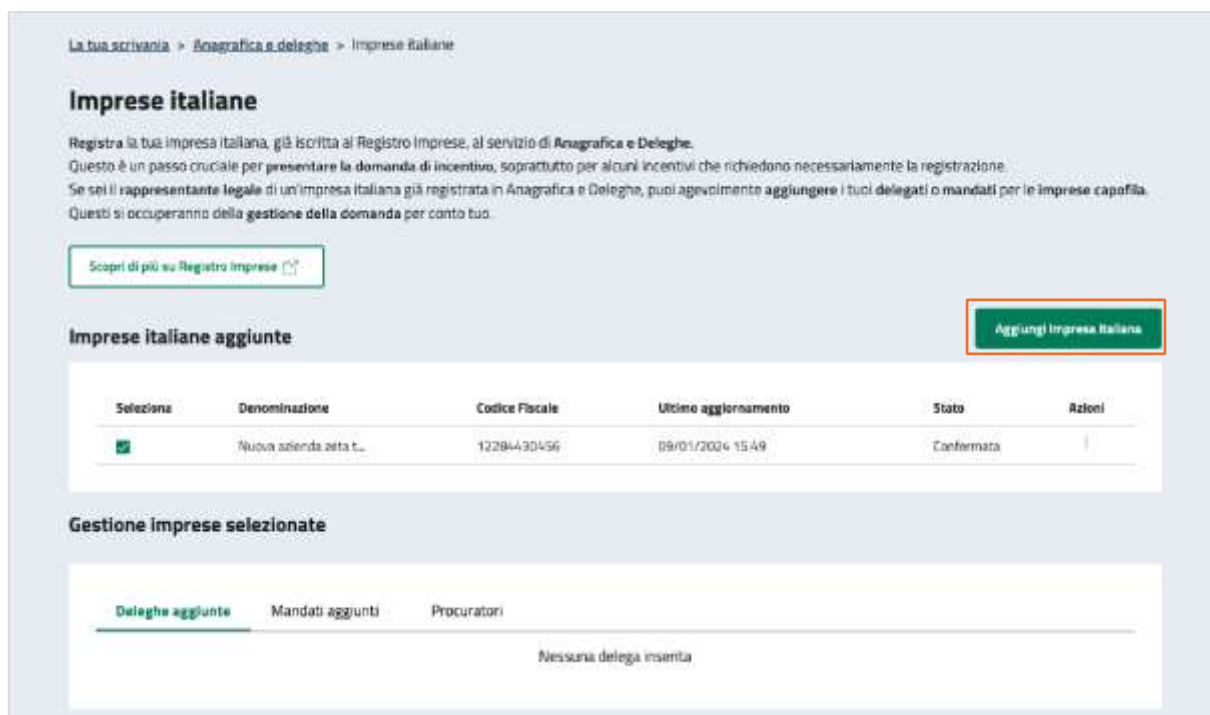 La tua scrivania > Anagrafica e deleghe > Imprese italiane
Imprese italiane
Registra la tua impresa italiana, già iscritta al Registro Imprese, al servizio di Anagrafica e Deleghe.
Questo è un passo cruciale per presentare la domanda di incentivo, soprattutto per alcuni incentivi che richiedono necessariamente la registrazione.
Se sei il rappresentante legale di un'impresa italiana già registrata in Anagrafica e Deleghe, puoi agevolmente aggiungere i tuoi delegati o mandati per le imprese capofila.
Questi si occuperanno della gestione della domanda per conto tuo.
Scopri di più su Registro Imprese
Aggiungi Impresa Italiana
Imprese italiane aggiunte
Seleziona Denominazione Codice Fiscale Ultimo aggiornamento Stato Azioni
Nuova azienda zeta t... 12284430456 09/01/2024 15:49 Confermata
Gestione imprese selezionate
Deleghe aggiunte Mandati aggiunti Procuratori
Nessuna delega inserita